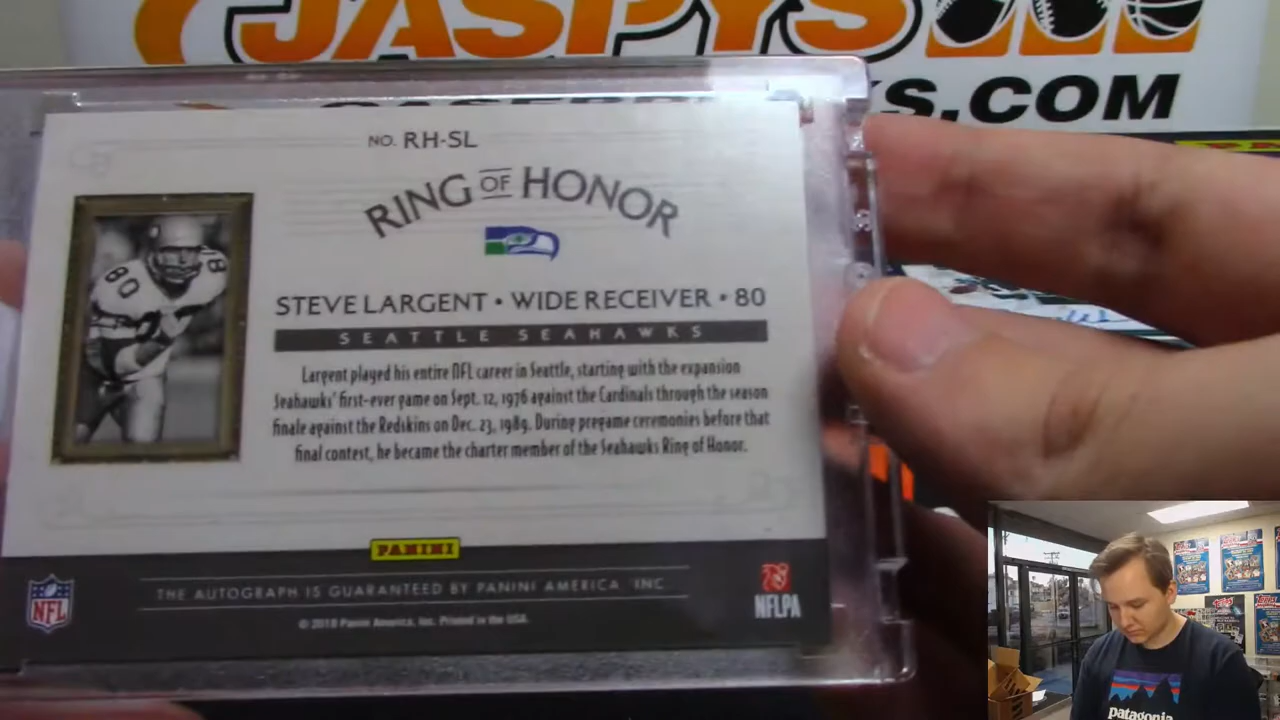 JASPYS
KS.COM
NO. RH-SL
RING OF HONOR
80
STEVE LARGENT • WIDE RECEIVER • 80
SEATTLE SEAHAWKS
Largent played his entire NFL career in Seattle, starting with the expansion
Seahawks' first-ever game on Sept. 12, 1976 against the Cardinals through the season
finale against the Redskins on Dec. 23, 1989. During pregame ceremonies before that
final contest, he became the charter member of the Seahawks Ring of Honor.
PANINI
THE AUTOGRAPH IS GUARANTEED BY PANINI AMERICA INC
© 2018 Panini America, Inc. Printed in the USA.
NFL
NFLPA
patagonia